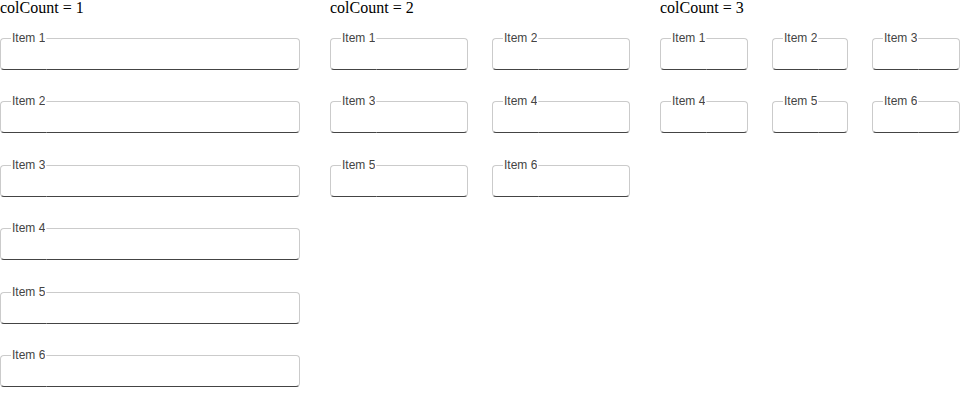 colCount = 1
Item 1
Item 2
Item 3
Item 4
Item 5
Item 6
colCount = 2
Item 1 Item 2
Item 3 Item 4
Item 5 Item 6
colCount = 3
Item 1 Item 2 Item 3
Item 4 Item 5 Item 6